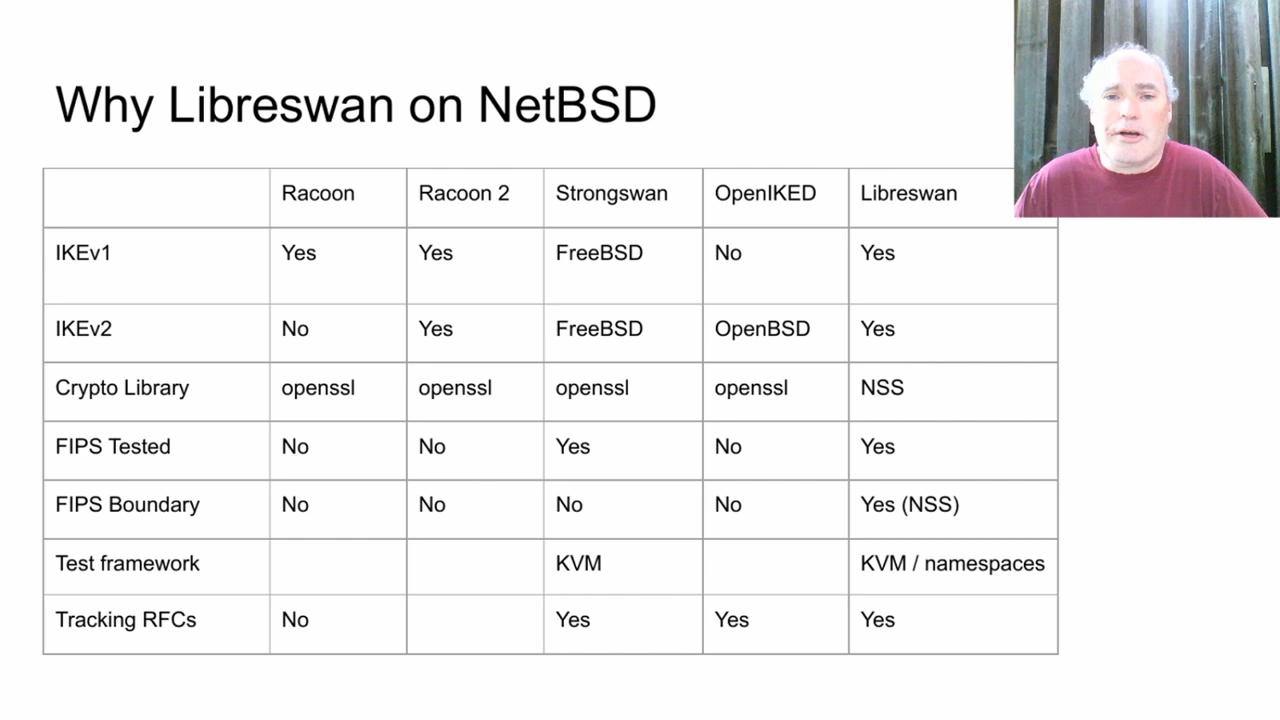 Why Libreswan on NetBSD
Racoon Racoon 2 Strongswan OpenIKED Libreswan
IKEv1 Yes Yes FreeBSD No Yes
IKEv2 No Yes FreeBSD OpenBSD Yes
Crypto Library openssl openssl openssl openssl NSS
FIPS Tested No No Yes No Yes
FIPS Boundary No No No No Yes (NSS)
Test framework KVM KVM / namespaces
Tracking RFCs No Yes Yes Yes